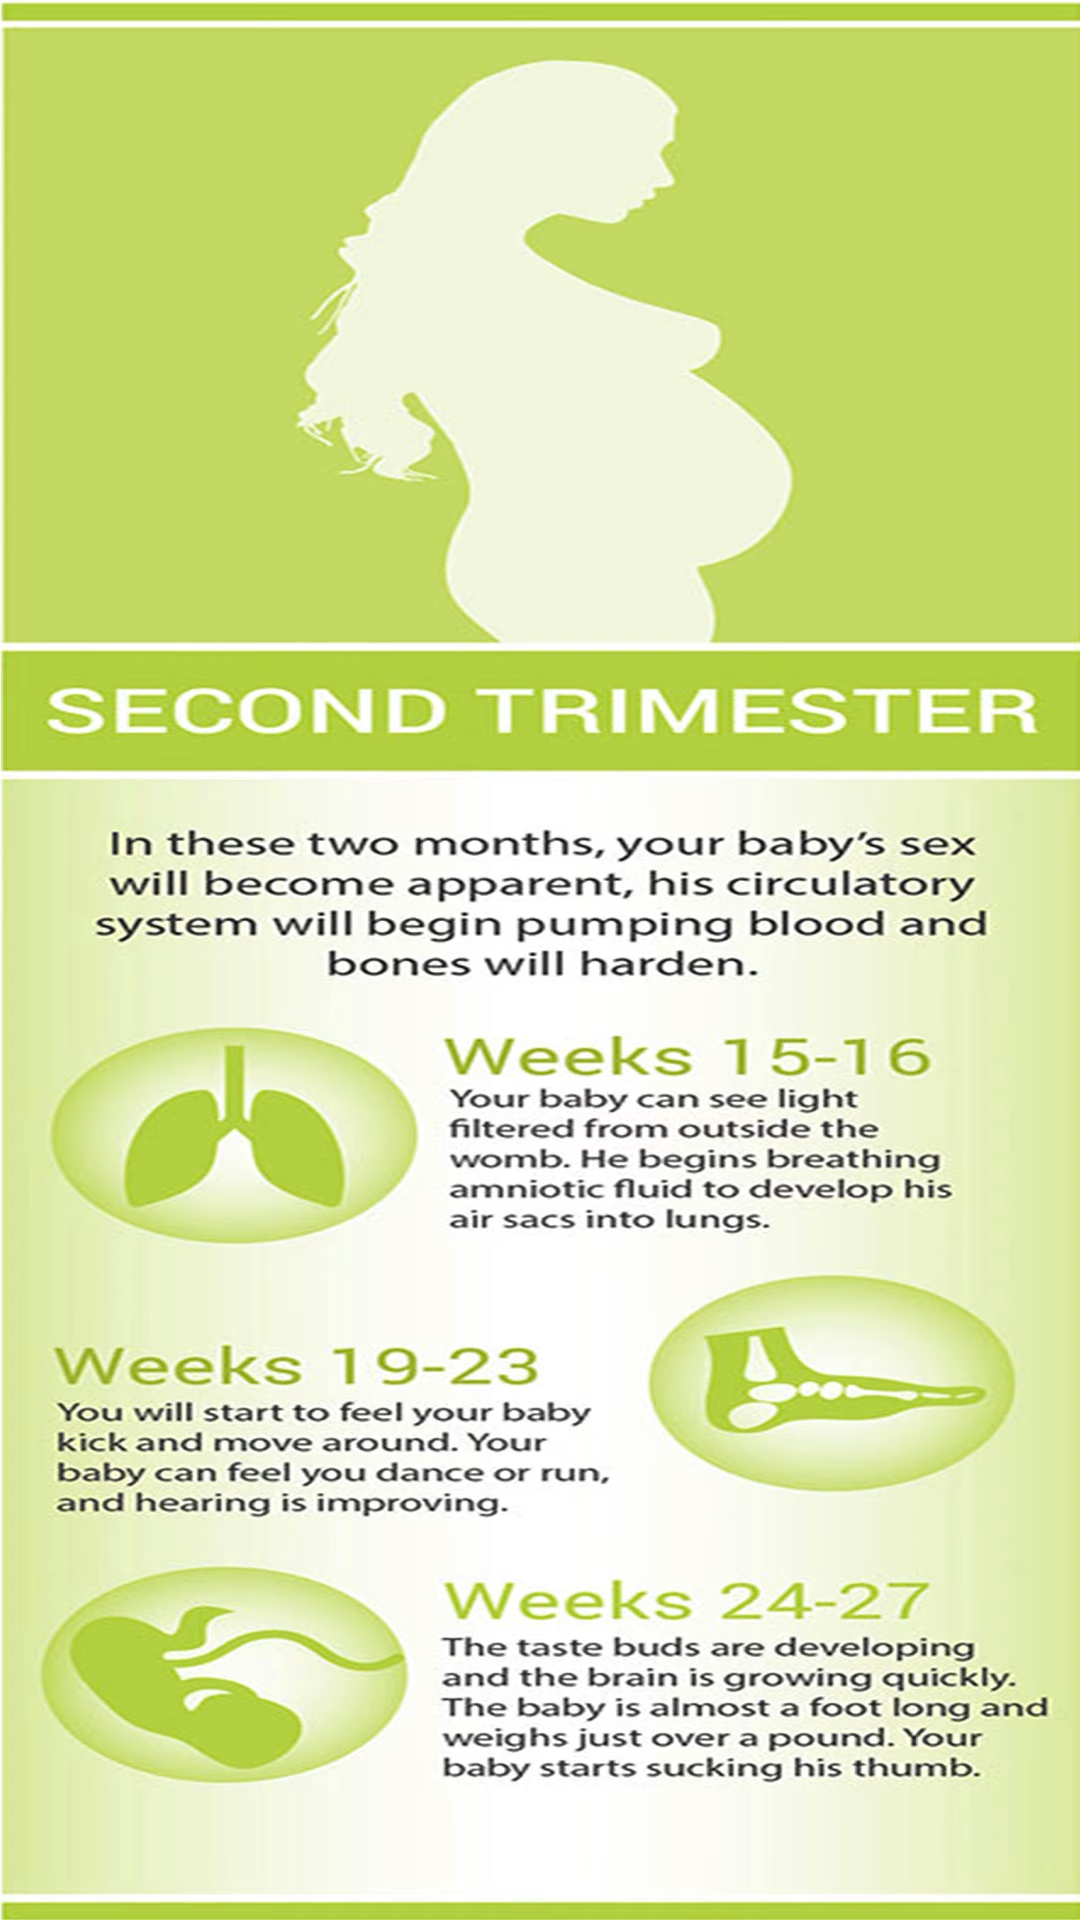 SECOND TRIMESTER
In these two months, your baby's sex
will become apparent, his circulatory
system will begin pumping blood and
bones will harden.
Weeks 15-16
Your baby can see light
filtered from outside the
womb. He begins breathing
amniotic fluid to develop his
air sacs into lungs.
Weeks 19-23
You will start to feel your baby
kick and move around. Your
baby can feel you dance or run,
and hearing is improving.
Weeks 24-27
The taste buds are developing
and the brain is growing quickly.
The baby is almost a foot long and
weighs just over a pound. Your
baby starts sucking his thumb.